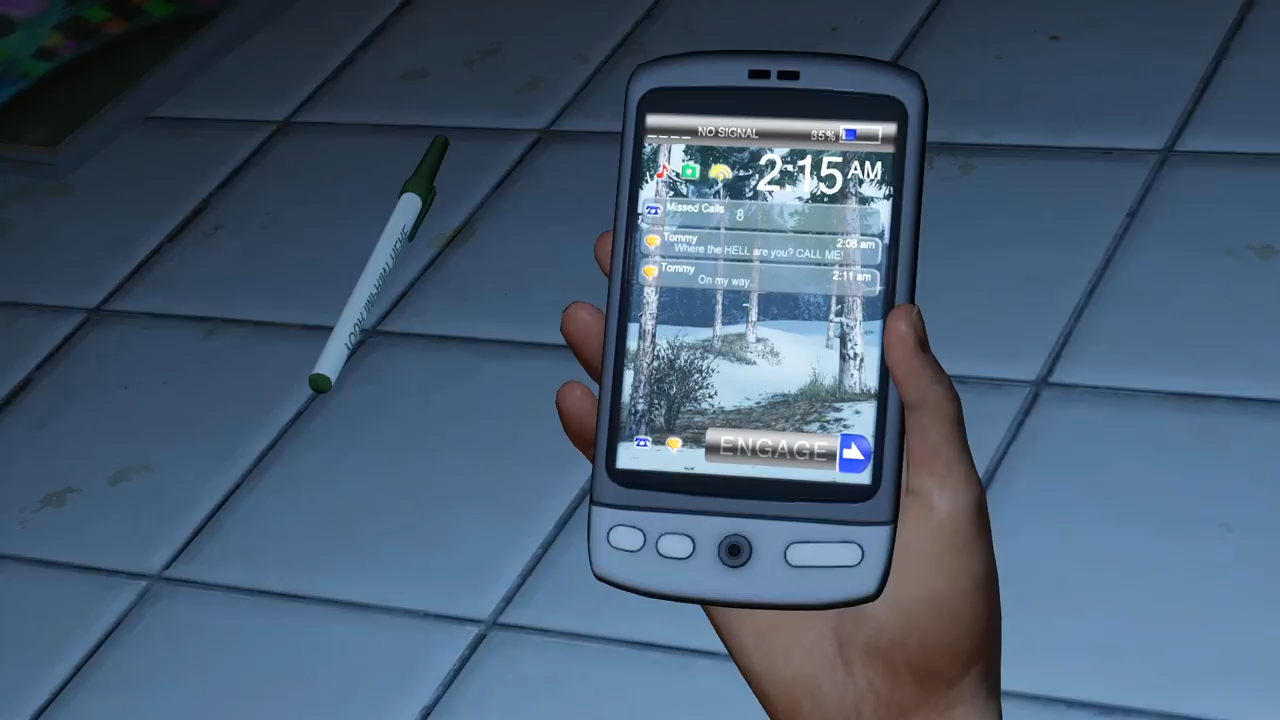 NO SIGNAL 35%
2:15 AM
Missed Calls 8
Tommy 2:08 am
Where the HELL are you? CALL ME!
Tommy 2:11 am
On my way.
ENGAGE